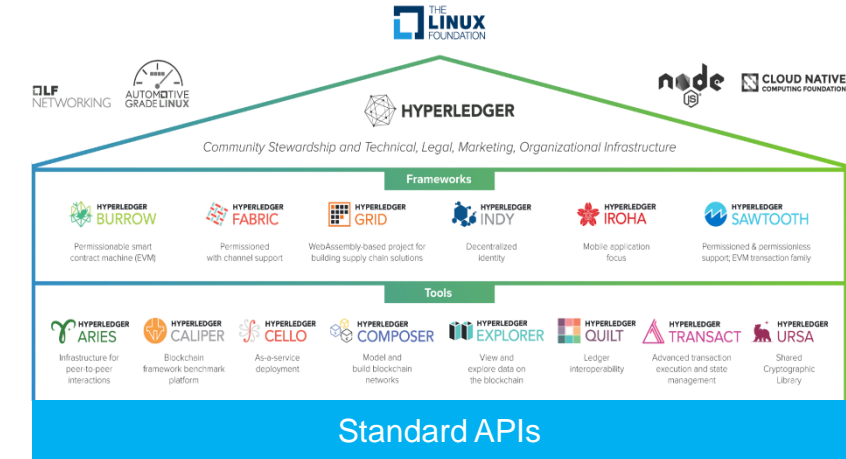 THE
LINUX
FOUNDATION
LF
NETWORKING
AUTOMOTIVE
GRADE LINUX
node
JS
CLOUD NATIVE
COMPUTING FOUNDATION
HYPERLEDGER
Community Stewardship and Technical, Legal, Marketing, Organizational Infrastructure
Frameworks
HYPERLEDGER
BURROW
Permissionable smart
contract machine (EVM)
HYPERLEDGER
FABRIC
Permissioned
with channel support
HYPERLEDGER
GRID
WebAssembly-based project for
building supply chain solutions
HYPERLEDGER
INDY
Decentralized
identity
HYPERLEDGER
IROHA
Mobile application
focus
HYPERLEDGER
SAWTOOTH
Permissioned & permissionless
support; EVM transaction family
Tools
HYPERLEDGER
ARIES
Infrastructure for
peer-to-peer
interactions
HYPERLEDGER
CALIPER
Blockchain
framework benchmark
platform
HYPERLEDGER
CELLO
As-a-service
deployment
HYPERLEDGER
COMPOSER
Model and
build blockchain
networks
HYPERLEDGER
EXPLORER
View and
explore data on
the blockchain
HYPERLEDGER
QUILT
Ledger
interoperability
HYPERLEDGER
TRANSACT
Advanced transaction
execution and state
management
HYPERLEDGER
URSA
Shared
Cryptographic
Library
Standard APIs